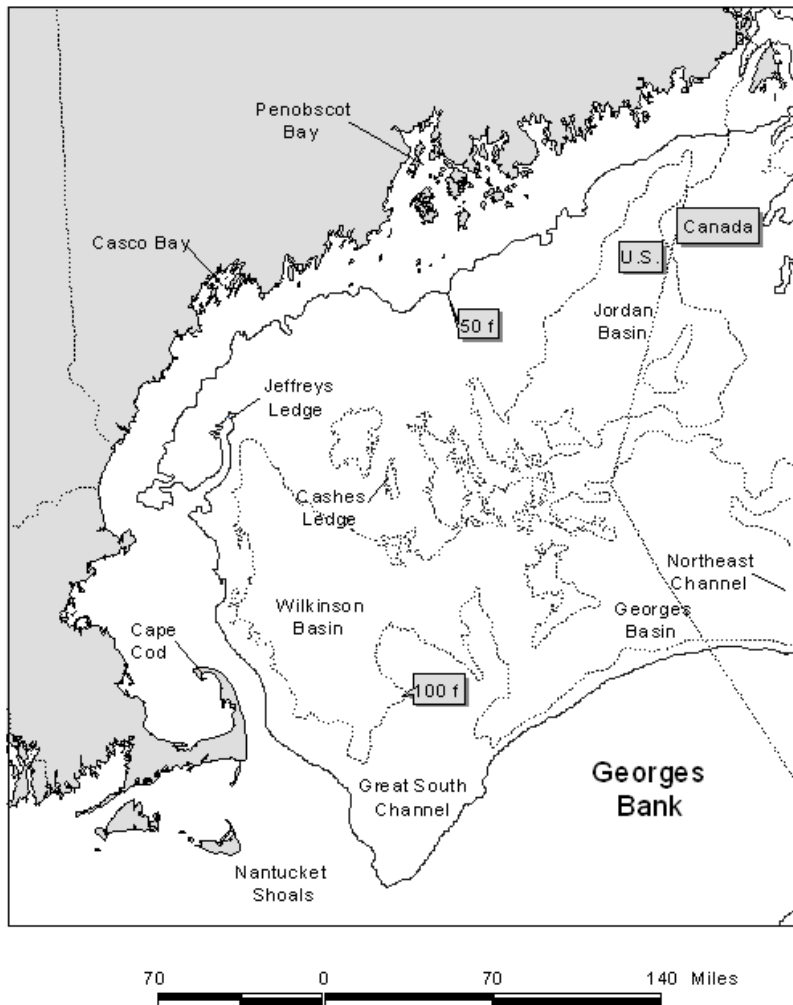 Penobscot
Bay
Casco Bay
Canada
U.S.
Jordan
Basin
50 f
Jeffreys
Ledge
Cashes
Ledge
Northeast
Channel
Wilkinson
Basin
Georges
Basin
Cape
Cod
100 f
Great South
Channel
Georges
Bank
Nantucket
Shoals
70 0 70 140 Miles